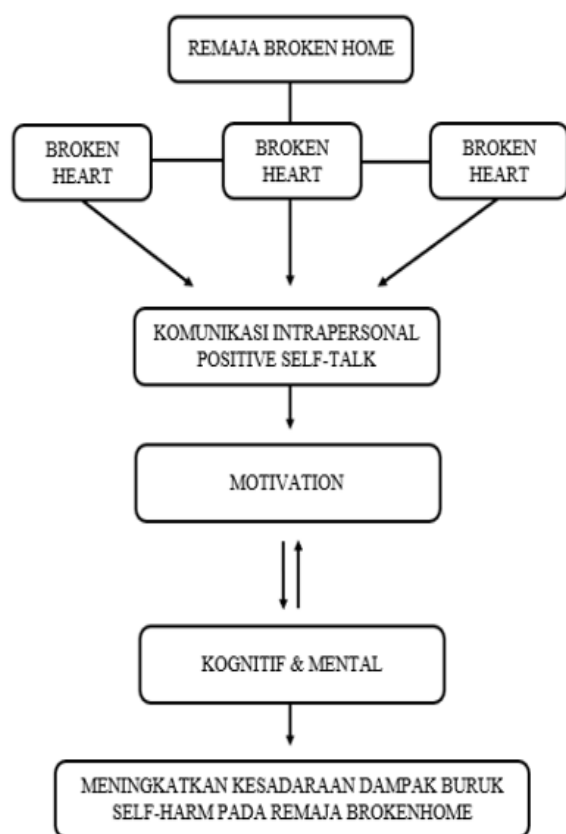 REMAJA BROKEN HOME
BROKEN
HEART
BROKEN
HEART
BROKEN
HEART
KOMUNIKASI INTRAPERSONAL
POSITIVE SELF-TALK
MOTIVATION
KOGNITIF & MENTAL
MENINGKATKAN KESADARAAN DAMPAK BURUK
SELF-HARM PADA REMAJA BROKENHOME